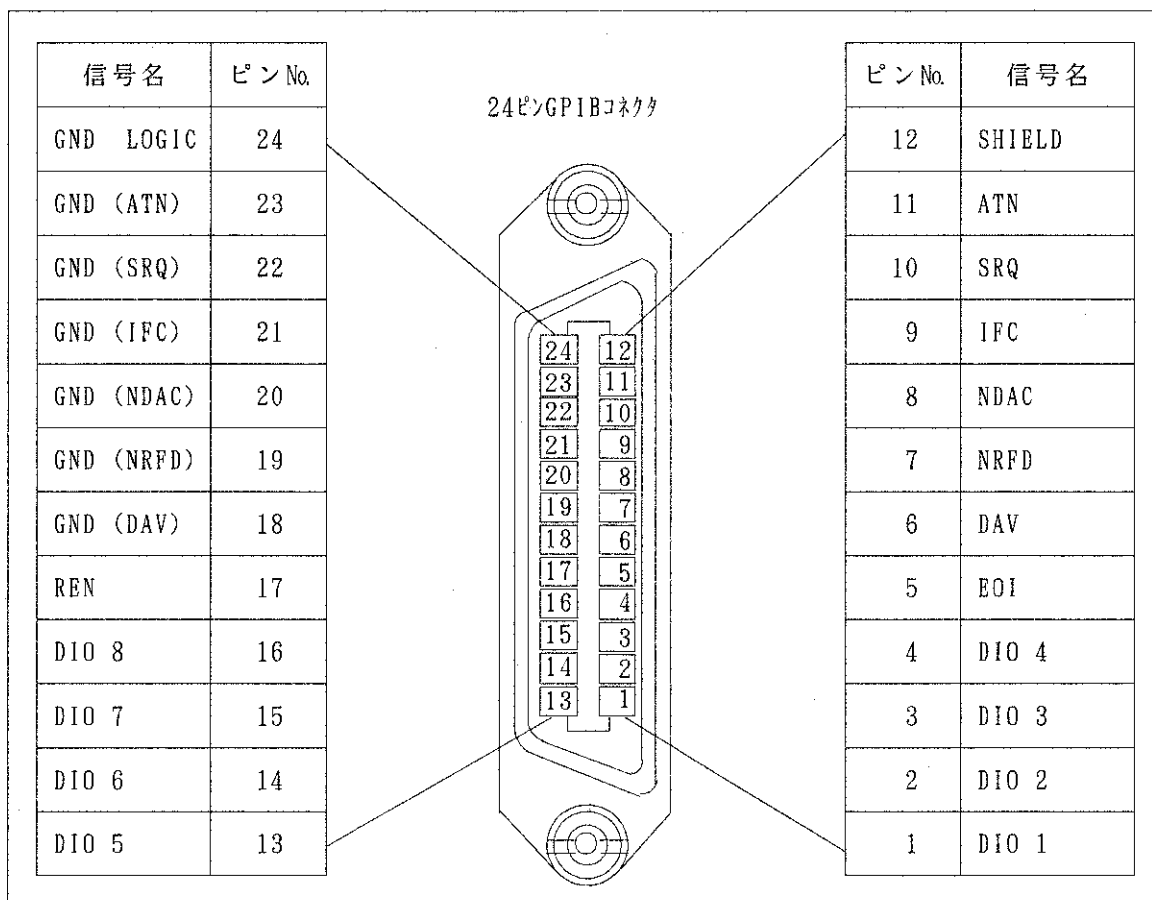 信号名 ピンNo.
GND LOGIC 24
GND (ATN) 23
GND (SRQ) 22
GND (IFC) 21
GND (NDAC) 20
GND (NRFD) 19
GND (DAV) 18
REN 17
DIO 8 16
DIO 7 15
DIO 6 14
DIO 5 13
24ピンGPIBコネクタ
24 12
23 11
22 10
21 9
20 8
19 7
18 6
17 5
16 4
15 3
14 2
13 1
ピンNo. 信号名
12 SHIELD
11 ATN
10 SRQ
9 IFC
8 NDAC
7 NRFD
6 DAV
5 EOI
4 DIO 4
3 DIO 3
2 DIO 2
1 DIO 1